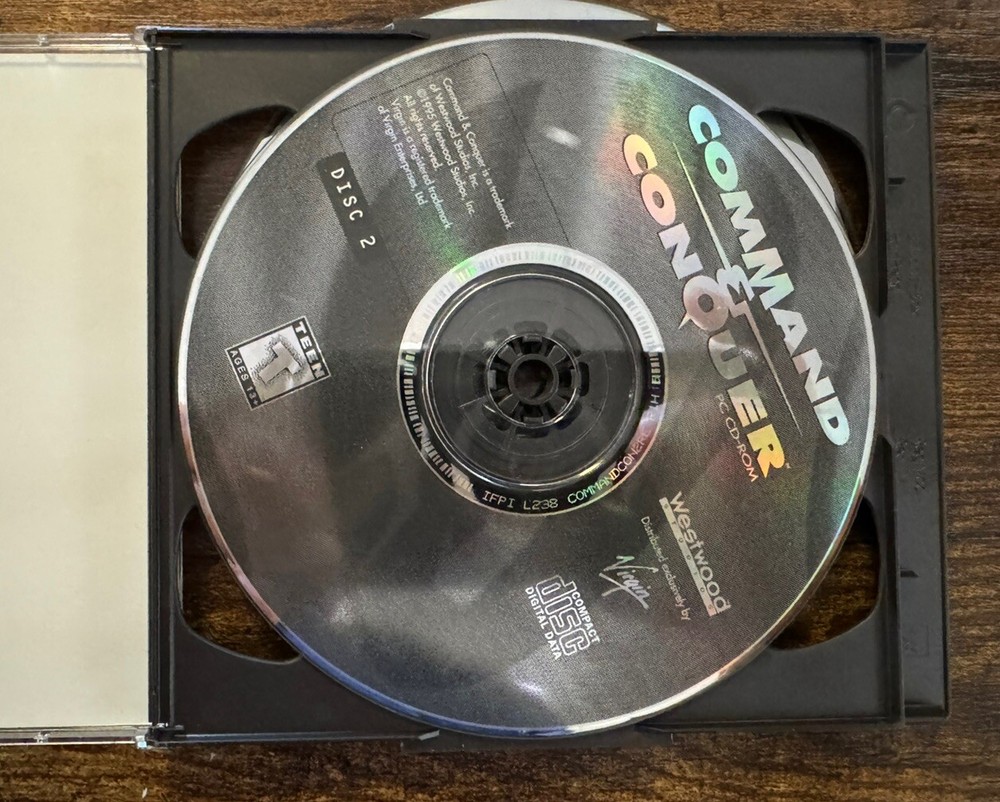 COMMAND
&
CONQUER™
PC CD-ROM
Command & Conquer is a trademark
of Westwood Studios, Inc.
©1995 Westwood Studios, Inc.
All rights reserved.
Virgin is a registered trademark
of Virgin Enterprises, Ltd
DISC 2
TEEN
T
AGES 13+
Westwood
STUDIOS
Distributed exclusively by
Virgin
COMPACT
disc
DIGITAL DATA
IFPI L238